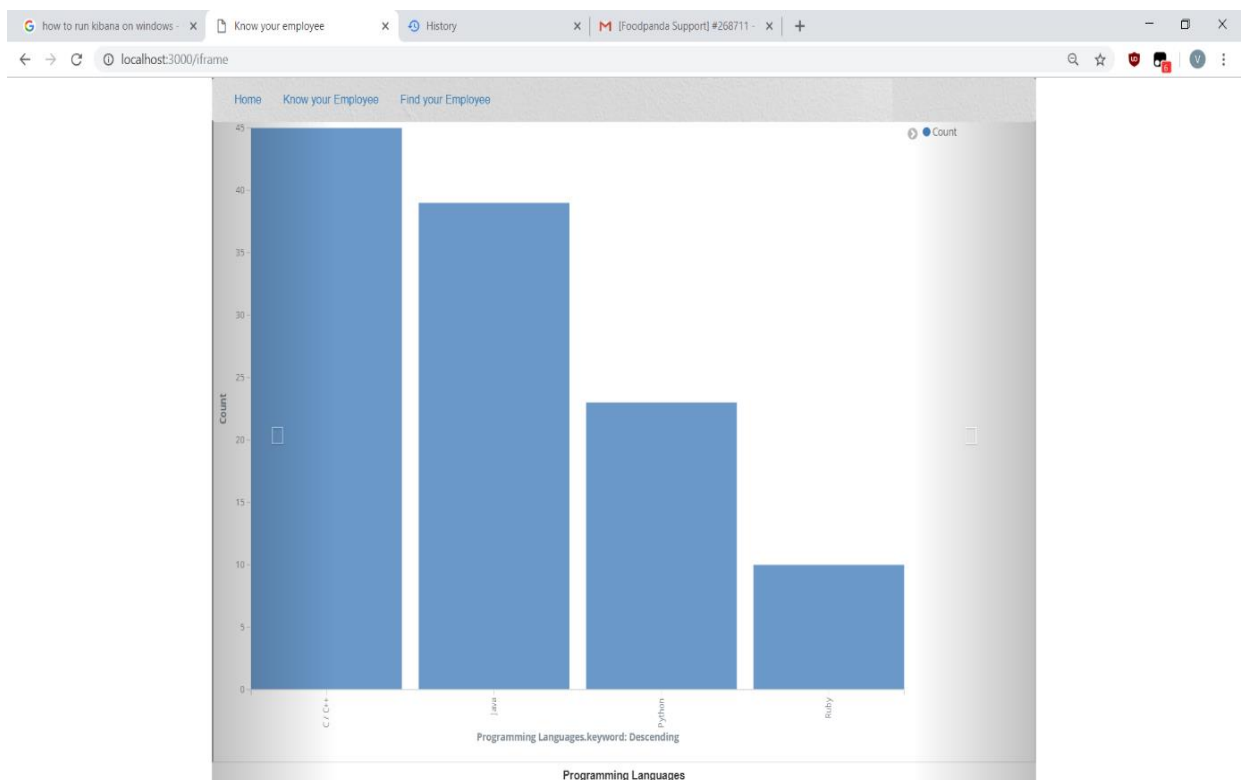 how to run kibana on windows -
Know your employee
History
[Foodpanda Support] #268711 -
localhost:3000/iframe
6
V
Home Know your Employee Find your Employee
Count
45
40
35
30
25
20
15
10
5
0
Count
C / C++
Java
Python
Ruby
Programming Languages.keyword: Descending
Programming Languages